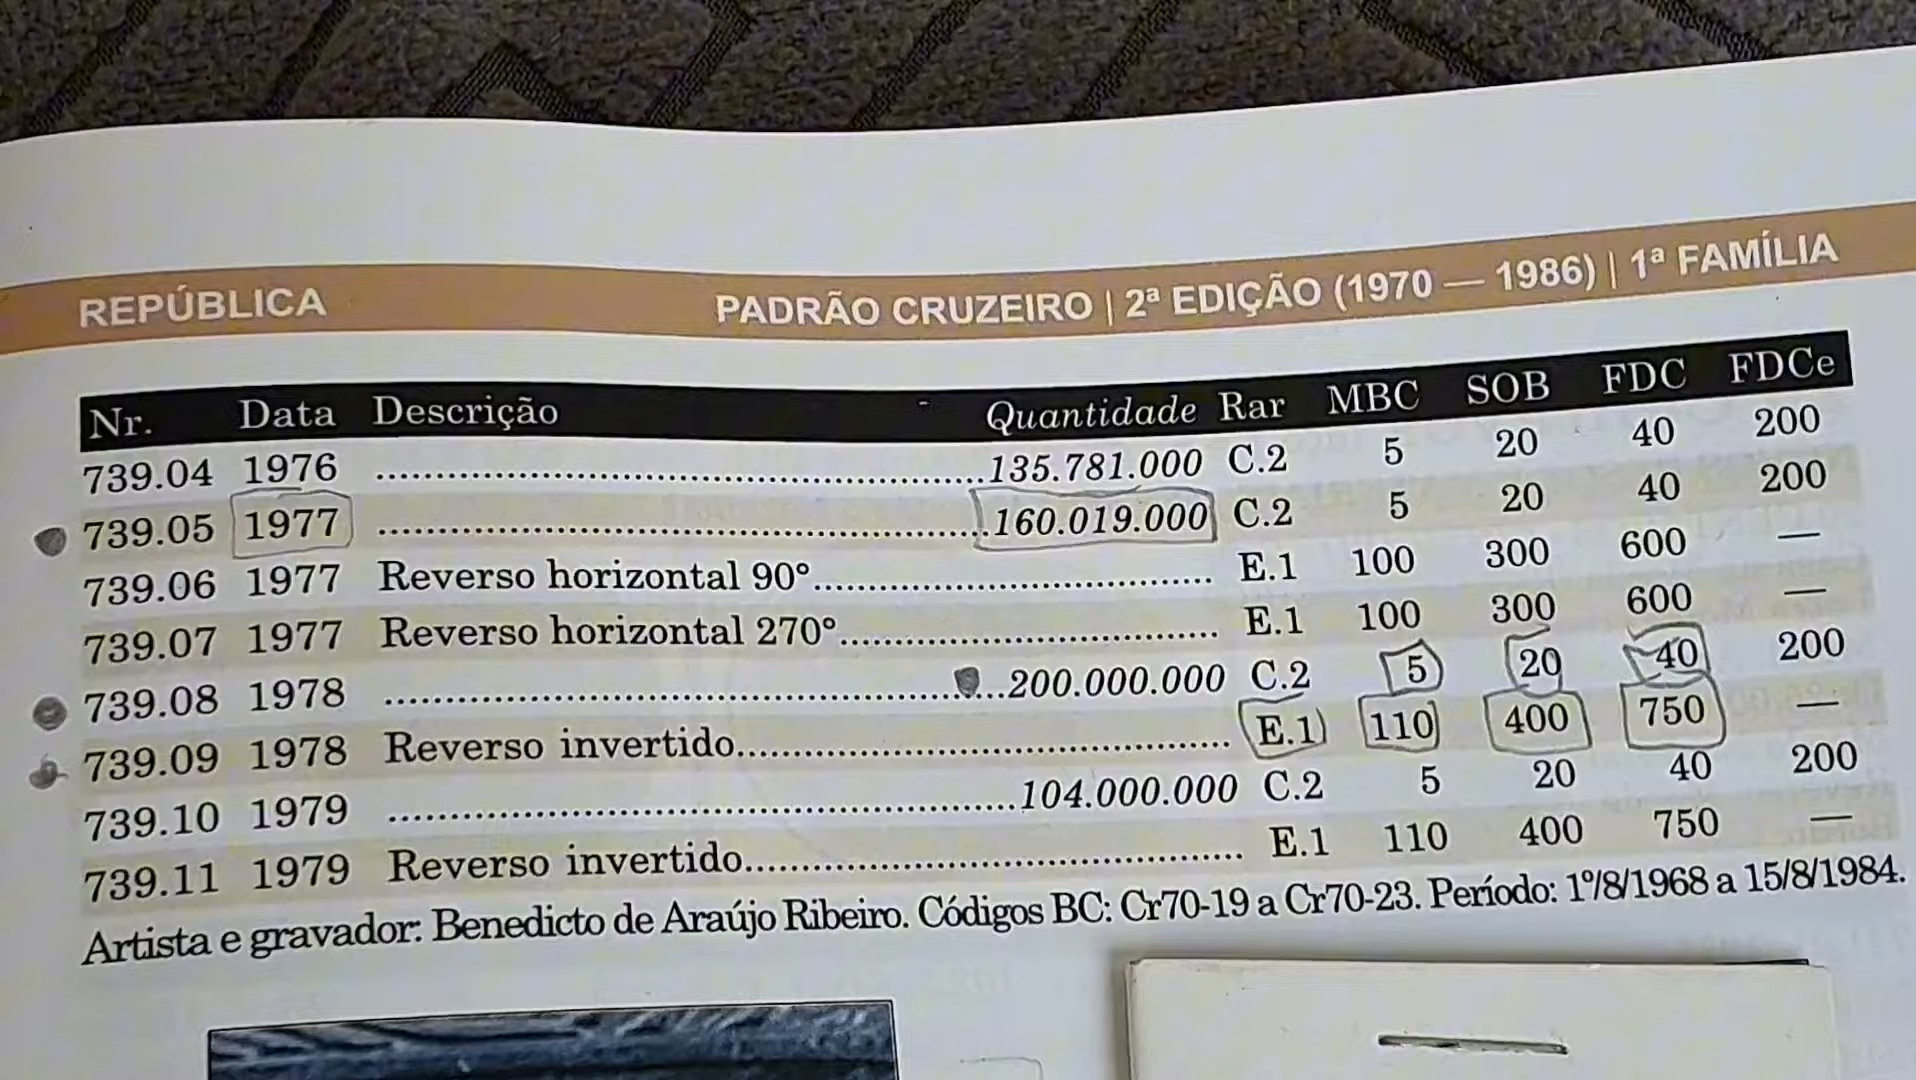 REPÚBLICA PADRÃO CRUZEIRO | 2ª EDIÇÃO (1970 — 1986) | 1ª FAMÍLIA
Nr. Data Descrição Quantidade Rar MBC SOB FDC FDCe
739.04 1976 ........ 135.781.000 C.2 5 20 40 200
739.05 1977 ........ 160.019.000 C.2 5 20 40 200
739.06 1977 Reverso horizontal 90º........ E.1 100 300 600 —
739.07 1977 Reverso horizontal 270º........ E.1 100 300 600 —
739.08 1978 ........ 200.000.000 C.2 5 20 40 200
739.09 1978 Reverso invertido........ E.1 110 400 750 —
739.10 1979 ........ 104.000.000 C.2 5 20 40 200
739.11 1979 Reverso invertido........ E.1 110 400 750 —
Artista e gravador: Benedicto de Araújo Ribeiro. Códigos BC: Cr70-19 a Cr70-23. Período: 1º/8/1968 a 15/8/1984.